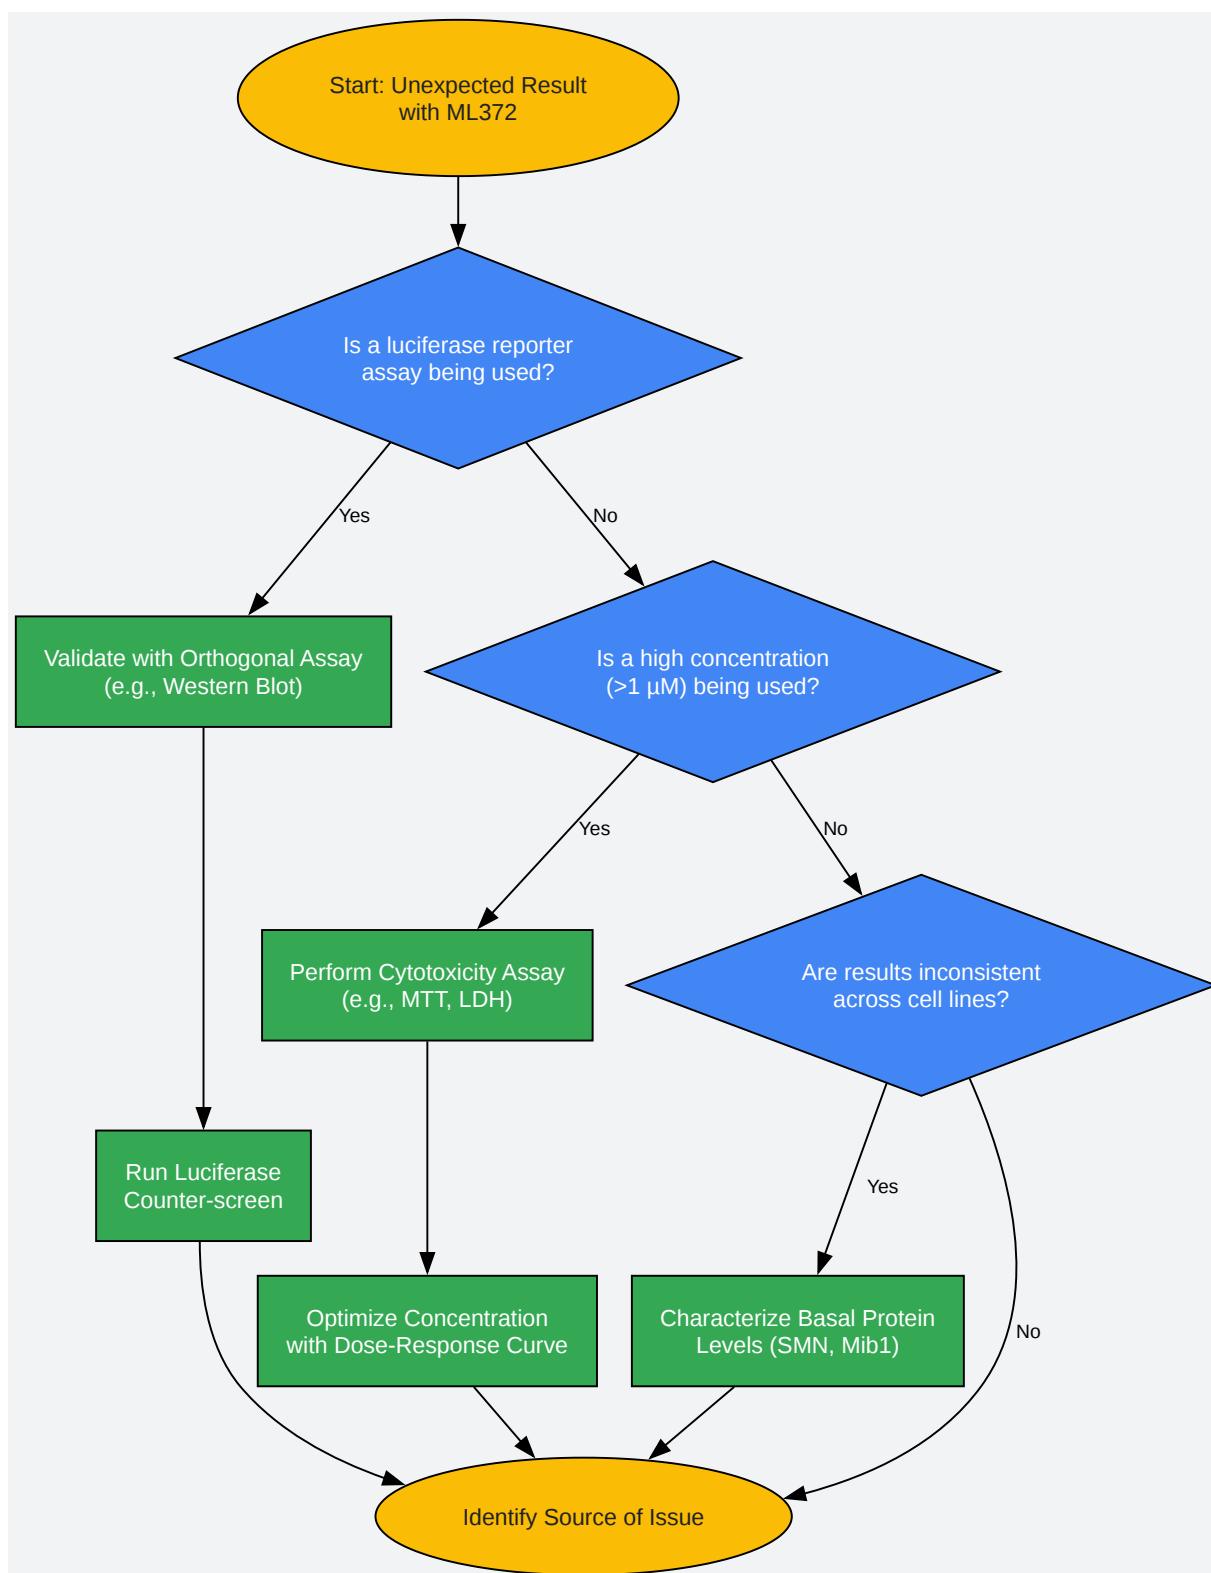 Start: Unexpected Result
with ML372
Is a luciferase reporter
assay being used?
Yes
No
Validate with Orthogonal Assay
(e.g., Western Blot)
Is a high concentration
(>1 µM) being used?
Yes
No
Perform Cytotoxicity Assay
(e.g., MTT, LDH)
Are results inconsistent
across cell lines?
Run Luciferase
Counter-screen
Yes
Optimize Concentration
with Dose-Response Curve
Characterize Basal Protein
Levels (SMN, Mib1)
No
Identify Source of Issue